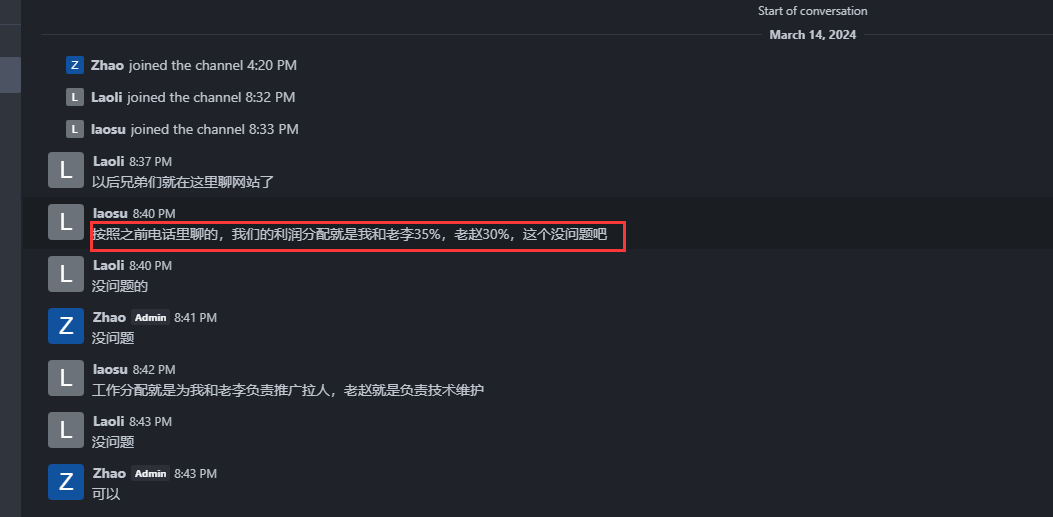 Start of conversation
March 14, 2024
Z Zhao joined the channel 4:20 PM
L Laoli joined the channel 8:32 PM
L laosu joined the channel 8:33 PM
L Laoli 8:37 PM
以后兄弟们就在这里聊网站了
L laosu 8:40 PM
按照之前电话里聊的，我们的利润分配就是我和老李35%，老赵30%，这个没问题吧
L Laoli 8:40 PM
没问题的
Z Zhao Admin 8:41 PM
没问题
L laosu 8:42 PM
工作分配就是为我和老李负责推广拉人，老赵就是负责技术维护
L Laoli 8:43 PM
没问题
Z Zhao Admin 8:43 PM
可以